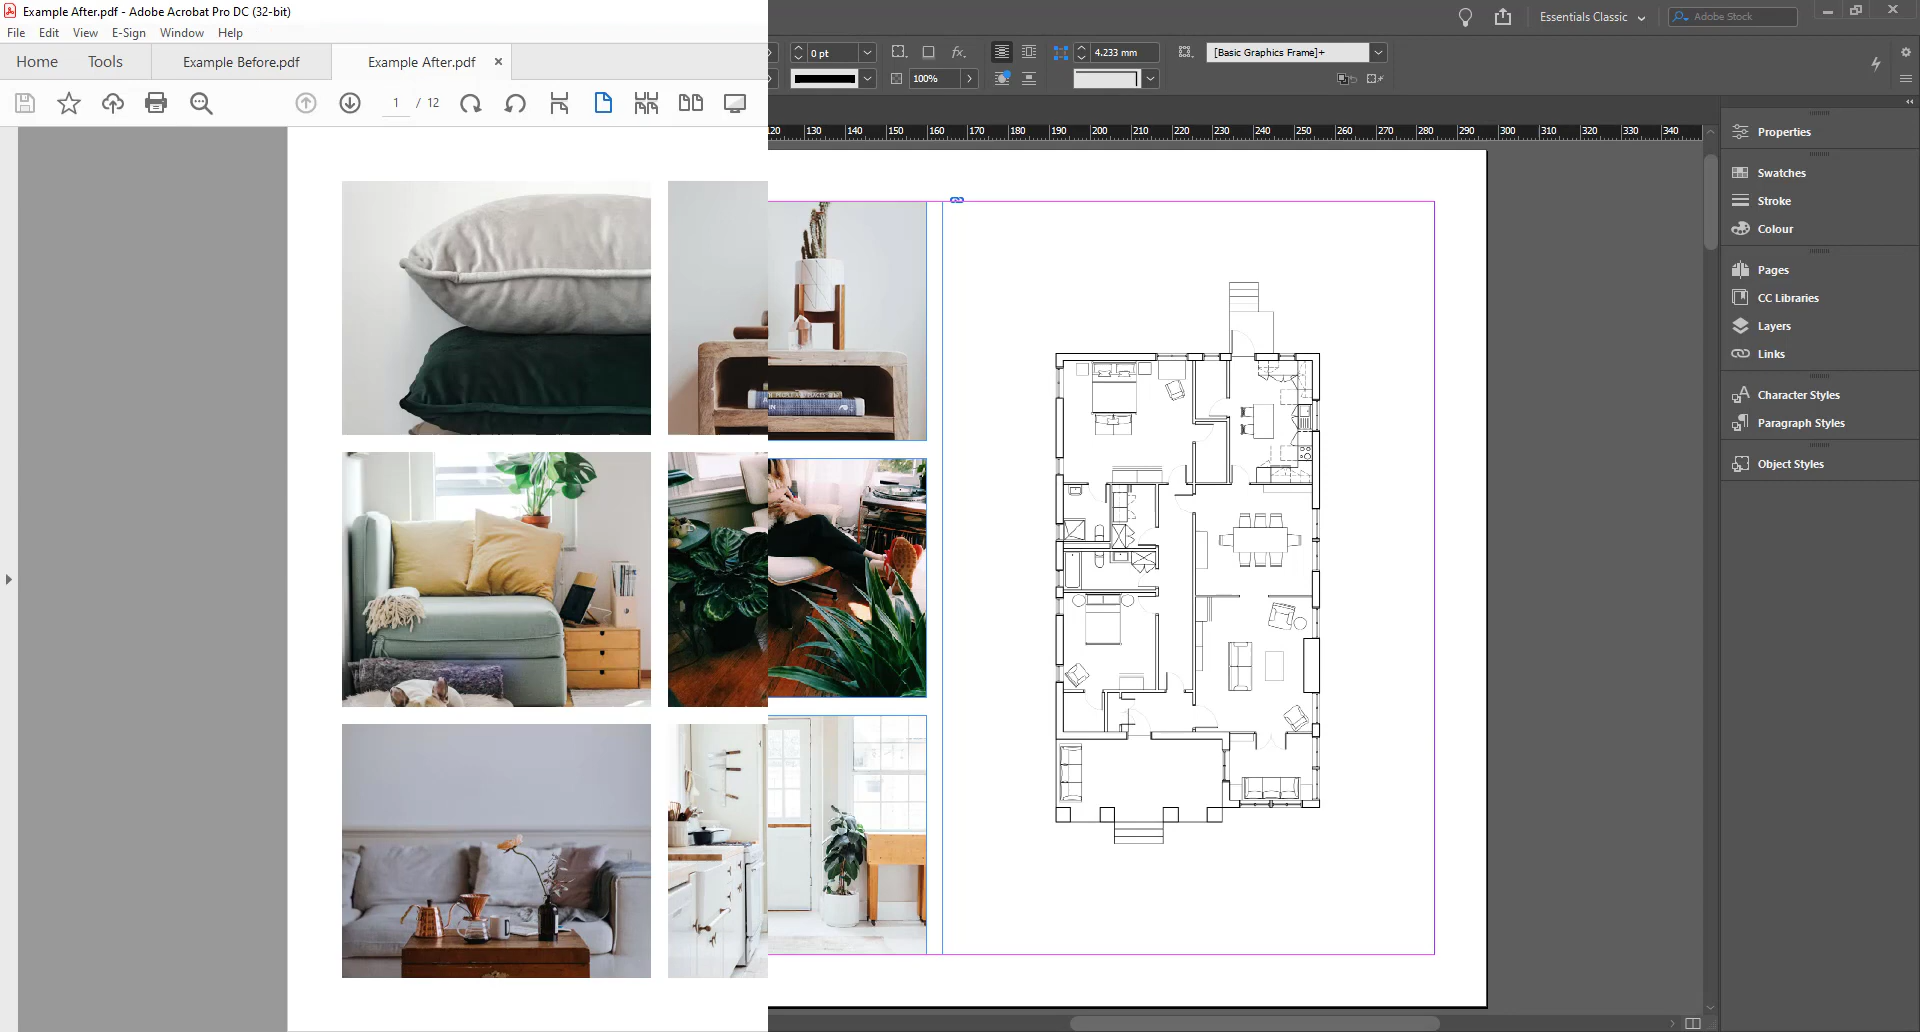 Example After.pdf - Adobe Acrobat Pro DC (32-bit)
File Edit View E-Sign Window Help
Home Tools Example Before.pdf Example After.pdf ×
1 / 12
Essentials Classic
Adobe Stock
0 pt
fx.
4.233 mm
[Basic Graphics Frame]+
100%
120 130 140 150 160 170 180 190 200 210 220 230 240 250 260 270 280 290 300 310 320 330 340
Properties
Swatches
Stroke
Colour
Pages
CC Libraries
Layers
Links
Character Styles
Paragraph Styles
Object Styles